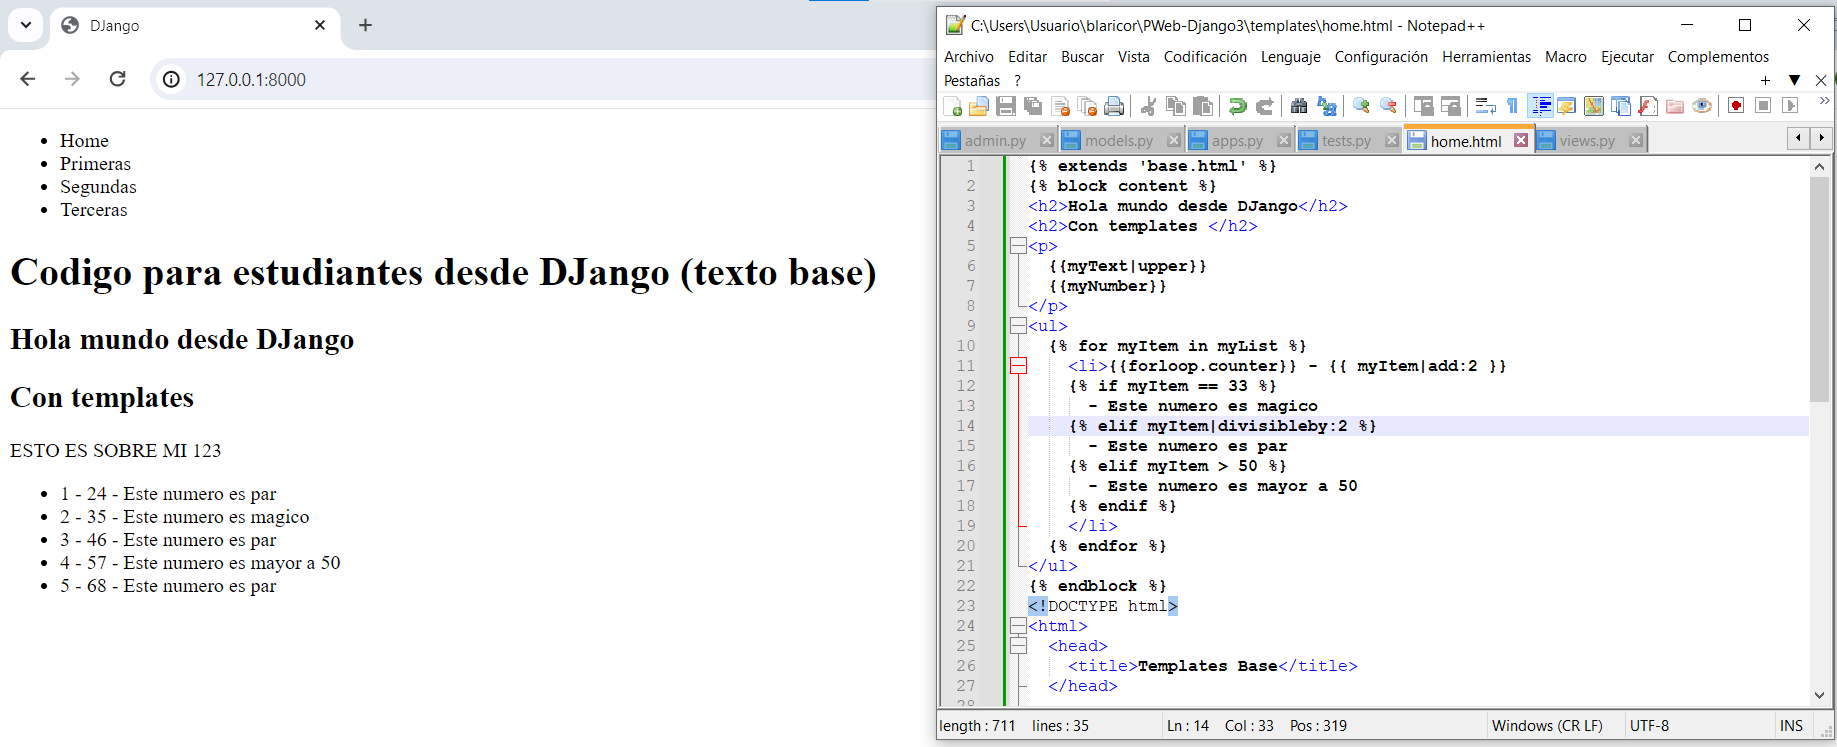 DJango
127.0.0.1:8000
Home
Primeras
Segundas
Terceras
Codigo para estudiantes desde DJango (texto base)
Hola mundo desde DJango
Con templates
ESTO ES SOBRE MI 123
1 - 24 - Este numero es par
2 - 35 - Este numero es magico
3 - 46 - Este numero es par
4 - 57 - Este numero es mayor a 50
5 - 68 - Este numero es par
C:\Users\Usuario\blaricor\PWeb-Django3\templates\home.html - Notepad++
Archivo Editar Buscar Vista Codificación Lenguaje Configuración Herramientas Macro Ejecutar Complementos
Pestañas ?
admin.py models.py apps.py tests.py home.html views.py
1 {% extends 'base.html' %}
2 {% block content %}
3 <h2>Hola mundo desde DJango</h2>
4 <h2>Con templates </h2>
5 <p>
6 {{myText|upper}}
7 {{myNumber}}
8 </p>
9 <ul>
10 {% for myItem in myList %}
11 <li>{{forloop.counter}} - {{ myItem|add:2 }}
12 {% if myItem == 33 %}
13 - Este numero es magico
14 {% elif myItem|divisibleby:2 %}
15 - Este numero es par
16 {% elif myItem > 50 %}
17 - Este numero es mayor a 50
18 {% endif %}
19 </li>
20 {% endfor %}
21 </ul>
22 {% endblock %}
23 <!DOCTYPE html>
24 <html>
25 <head>
26 <title>Templates Base</title>
27 </head>
28
length : 711 lines : 35 Ln : 14 Col : 33 Pos : 319 Windows (CR LF) UTF-8 INS